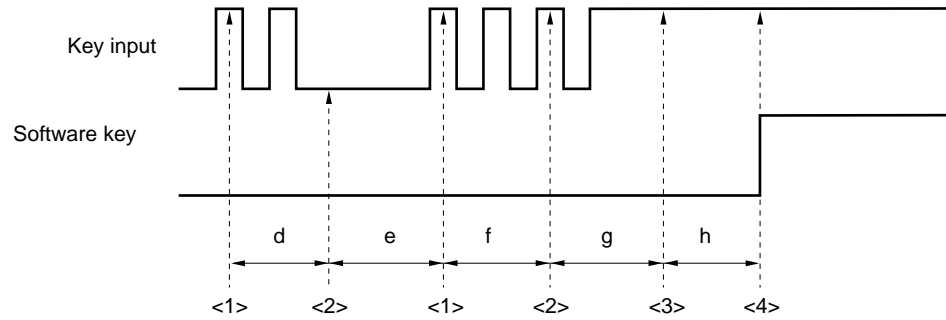 Key input
Software key
d e f g h
<1> <2> <1> <2> <3> <4>